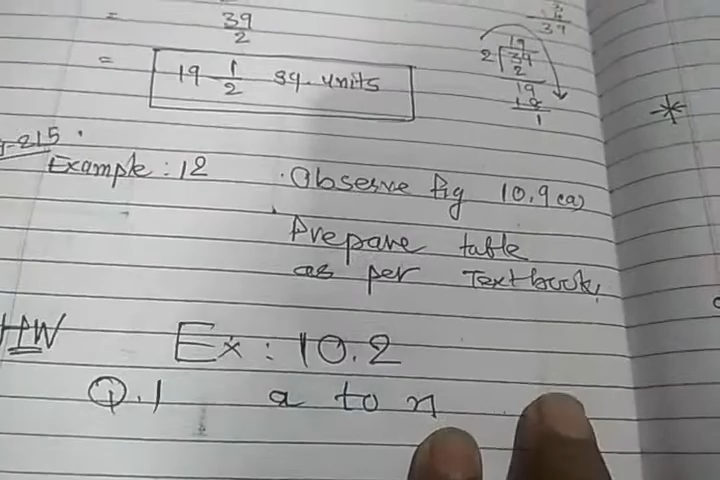 = 39/2
= 19 1/2 sq. units
39
19
2 39
2
19
18
1
215
Example : 12 Observe fig 10.9 (a)
Prepare table
as per Textbook,
HW Ex : 10.2
Q.1 a to n